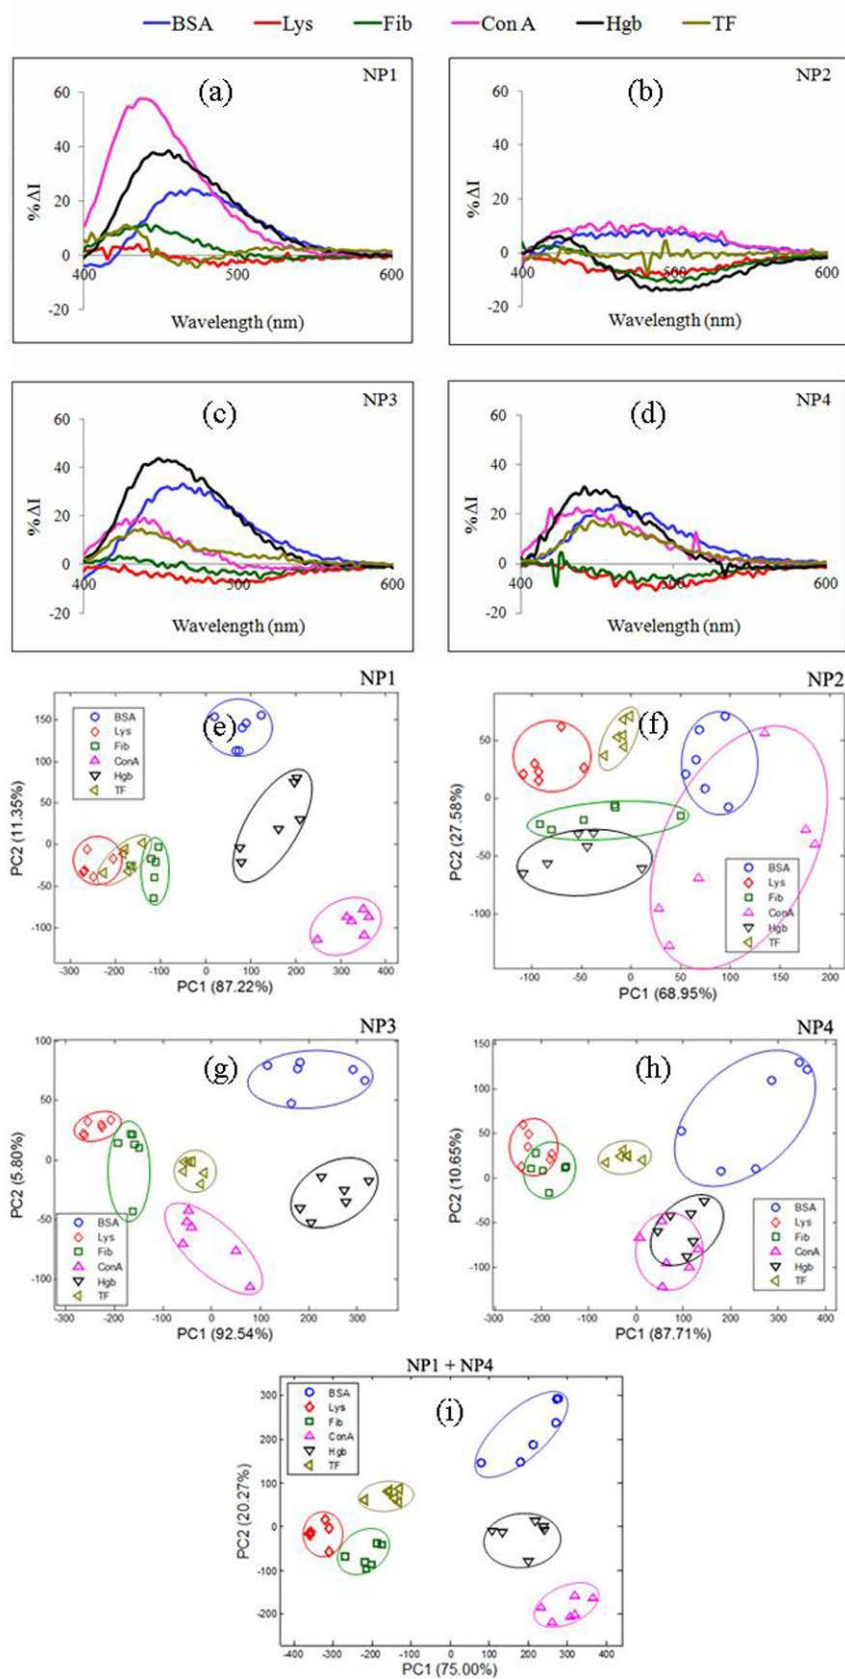 BSA Lys Fib Con A Hgb TF
(a) NP1
60
40
20
0
-20
400 500 600
%ΔI
Wavelength (nm)
(b) NP2
60
40
20
0
-20
400 500 600
%ΔI
Wavelength (nm)
(c) NP3
60
40
20
0
-20
400 500 600
%ΔI
Wavelength (nm)
(d) NP4
60
40
20
0
-20
400 500 600
%ΔI
Wavelength (nm)
NP1
(e)
BSA
Lys
Fib
ConA
Hgb
TF
150
100
50
0
-50
-100
-300 -200 -100 0 100 200 300 400
PC2 (11.35%)
PC1 (87.22%)
NP2
(f)
50
0
-50
-100
BSA
Lys
Fib
ConA
Hgb
TF
-100 -50 0 50 100 150 200
PC2 (27.58%)
PC1 (68.95%)
NP3
(g)
100
50
0
-50
-100
BSA
Lys
Fib
ConA
Hgb
TF
-300 -200 -100 0 100 200 300
PC2 (5.80%)
PC1 (92.54%)
NP4
(h)
150
100
50
0
-50
-100
BSA
Lys
Fib
ConA
Hgb
TF
-300 -200 -100 0 100 200 300 400
PC2 (10.65%)
PC1 (87.71%)
NP1 + NP4
(i)
BSA
Lys
Fib
ConA
Hgb
TF
300
200
100
0
-100
-200
-400 -300 -200 -100 0 100 200 300 400
PC2 (20.27%)
PC1 (75.00%)